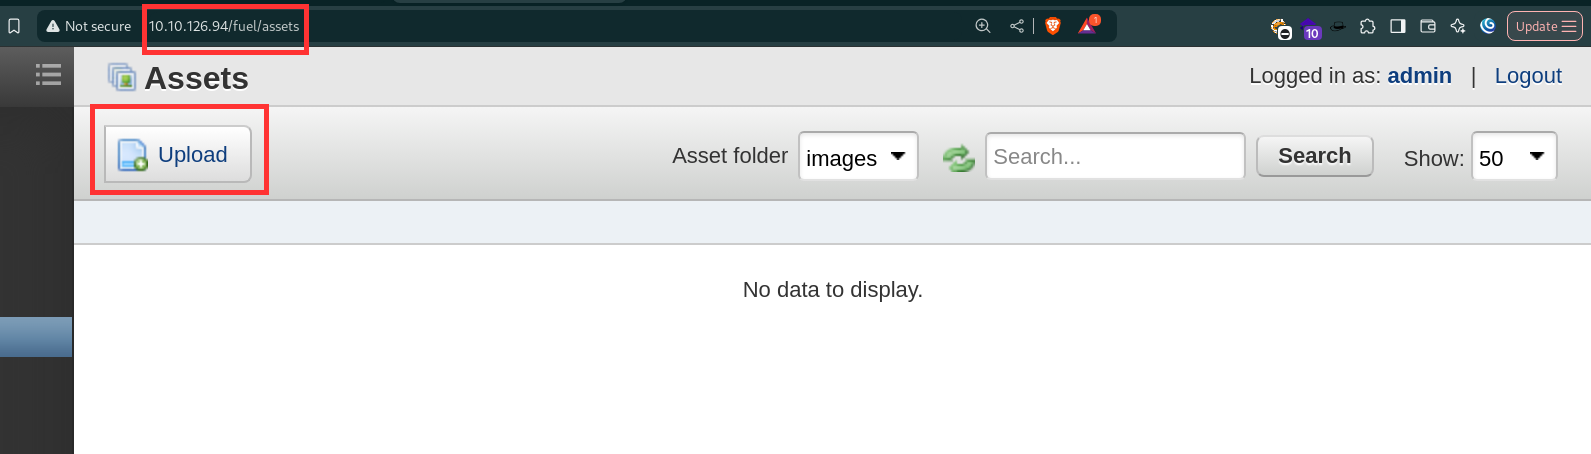 Not secure 10.10.126.94/fuel/assets 1 10 Update
Assets Logged in as: admin | Logout
Upload Asset folder images Search... Search Show: 50
No data to display.